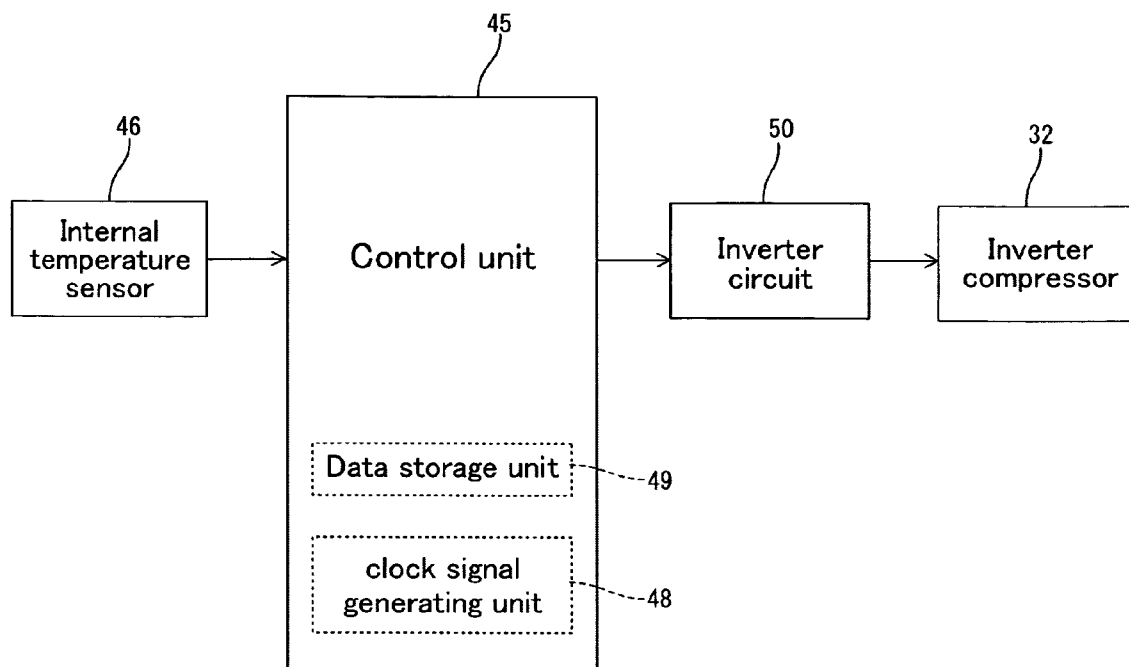 45
46
50
32
Internal
temperature
sensor
Control unit
Inverter
circuit
Inverter
compressor
Data storage unit
49
clock signal
generating unit
48